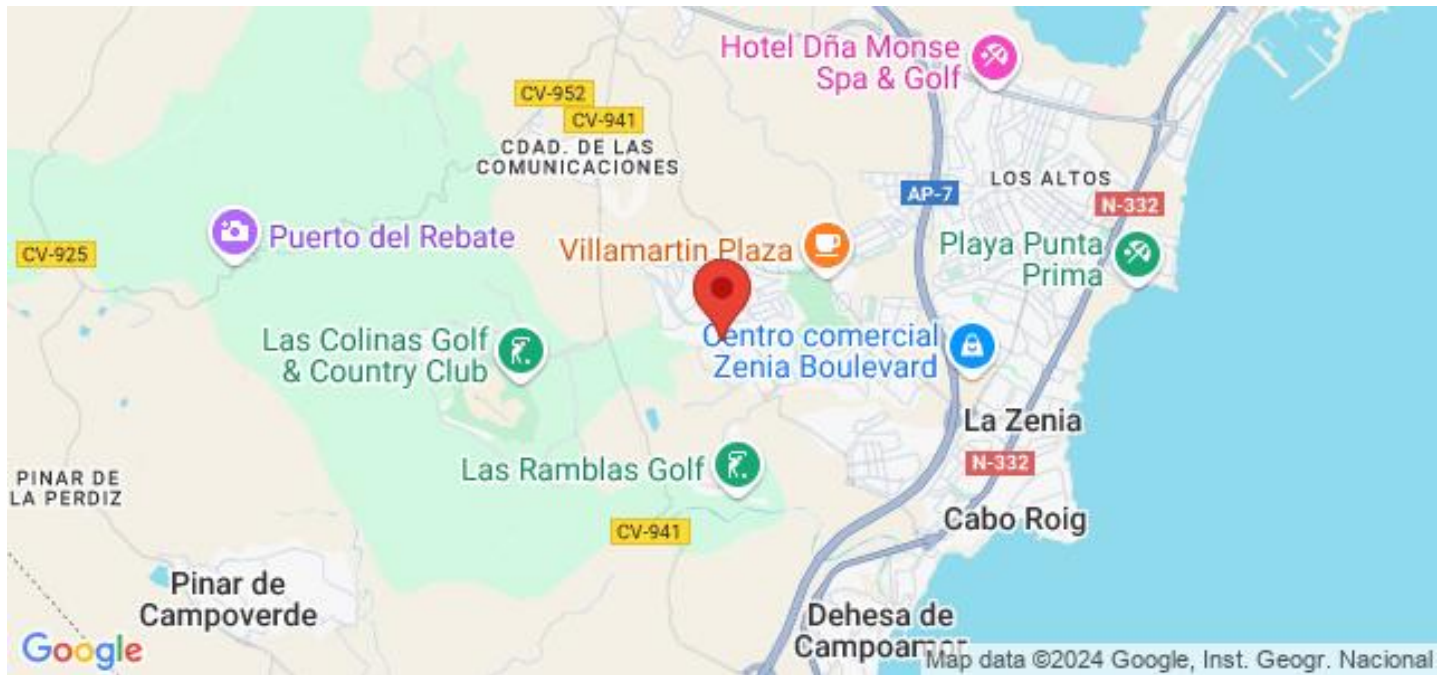 Hotel Dña Monse
Spa & Golf
CV-952
CV-941
CDAD. DE LAS
COMUNICACIONES
LOS ALTOS
AP-7
N-332
Puerto del Rebate
CV-925
Villamartin Plaza
Playa Punta
Prima
Las Colinas Golf
& Country Club
Centro comercial
Zenia Boulevard
La Zenia
Las Ramblas Golf
N-332
PINAR DE
LA PERDIZ
Cabo Roig
CV-941
Pinar de
Campoverde
Dehesa de
Campoamor
Google
Map data ©2024 Google, Inst. Geogr. Nacional